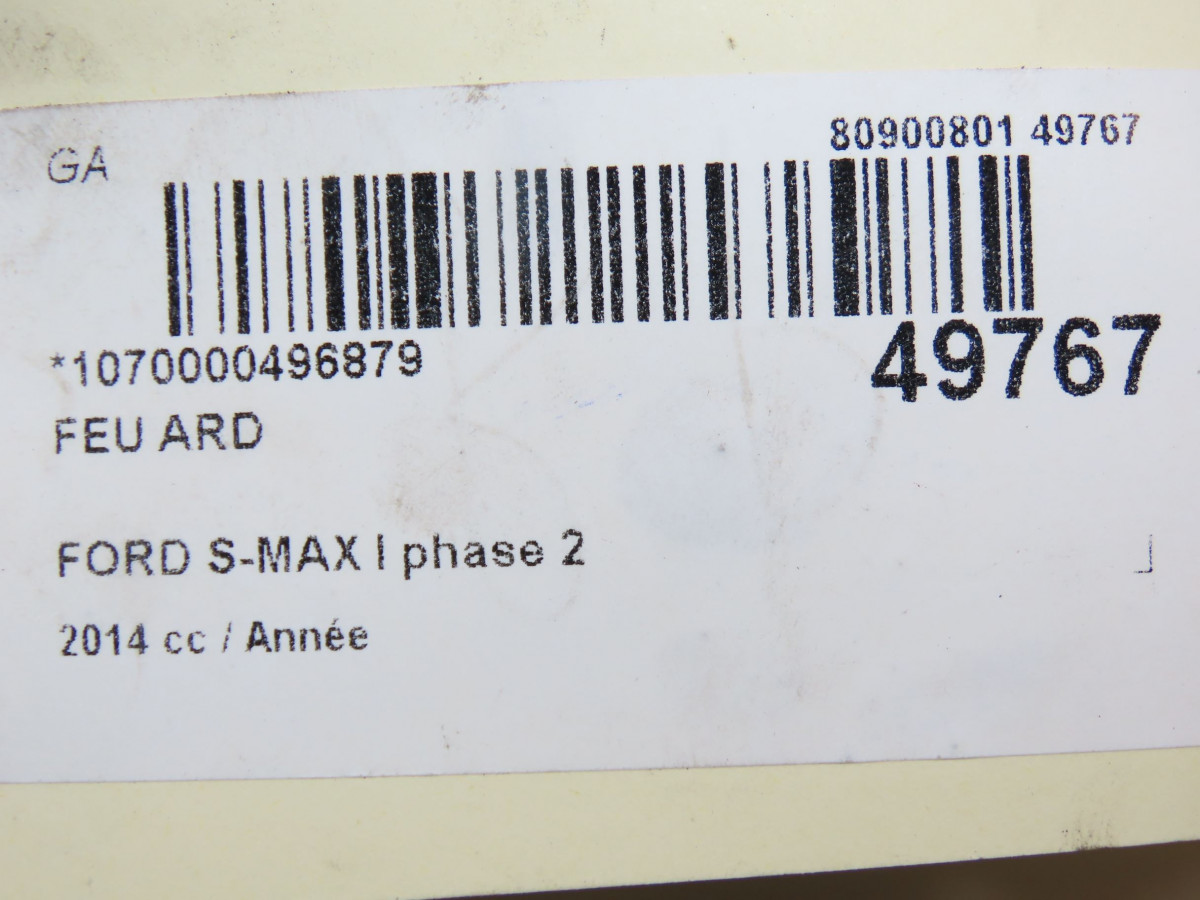 GA
80900801 49767
*1070000496879
49767
FEU ARD
FORD S-MAX I phase 2
2014 cc / Année